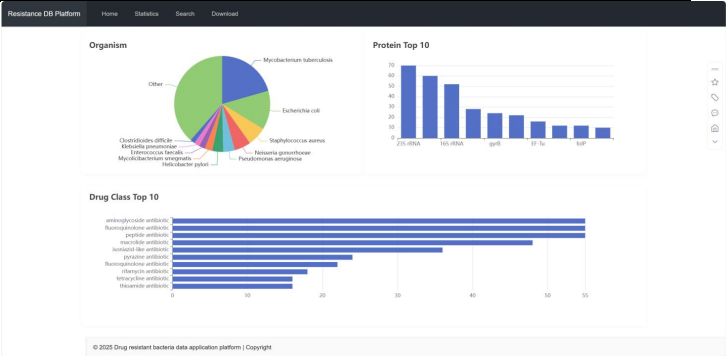 Resistance DB Platform Home Statistics Search Download
Organism
Mycobacterium tuberculosis
Other
Escherichia coli
Clostridioides difficile
Klebsiella pneumoniae
Enterococcus faecalis
Mycolicibacterium smegmatis
Helicobacter pylori
Staphylococcus aureus
Neisseria gonorrhoeae
Pseudomonas aeruginosa
Protein Top 10
70
60
50
40
30
20
10
0
23S rRNA 16S rRNA gyrB EF-Tu folP
Drug Class Top 10
aminoglycoside antibiotic
fluoroquinolone antibiotic
peptide antibiotic
macrolide antibiotic
isoniazid-like antibiotic
pyrazine antibiotic
fluoroquinolone antibiotic
rifamycin antibiotic
tetracycline antibiotic
thioamide antibiotic
0 10 20 30 40 50 55
© 2025 Drug resistant bacteria data application platform | Copyright